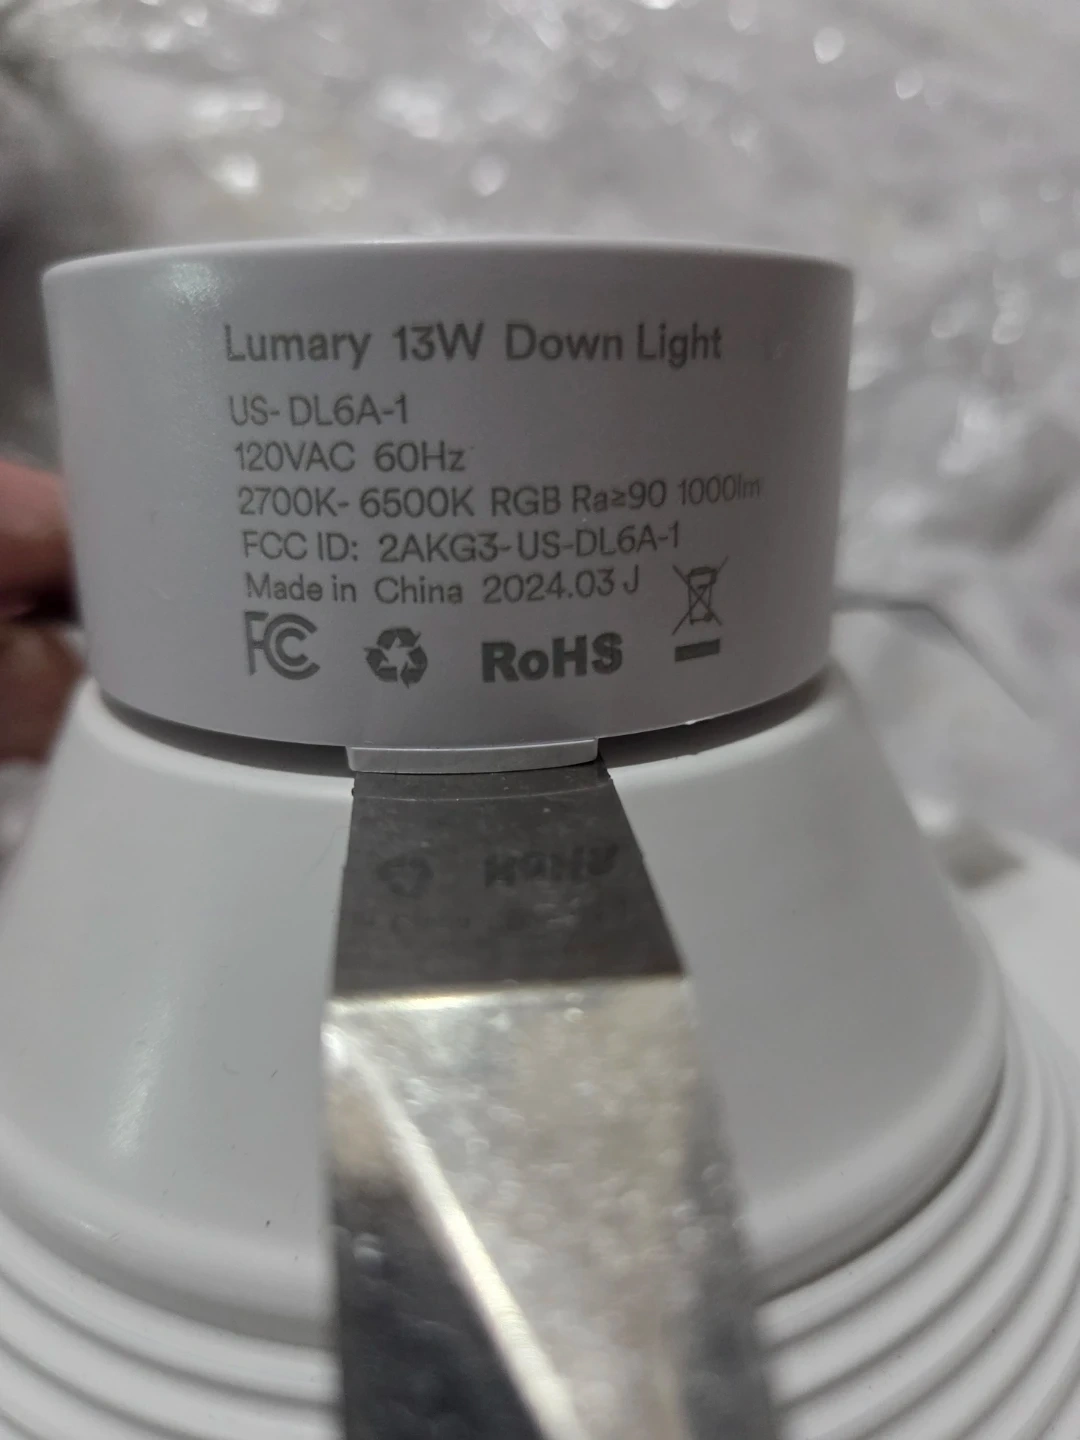 Lumary 13W Down Light
US-DL6A-1
120VAC 60Hz
2700K-6500K RGB Ra≥90 1000lm
FCC ID: 2AKG3-US-DL6A-1
Made in China 2024.03 J
FC RoHS